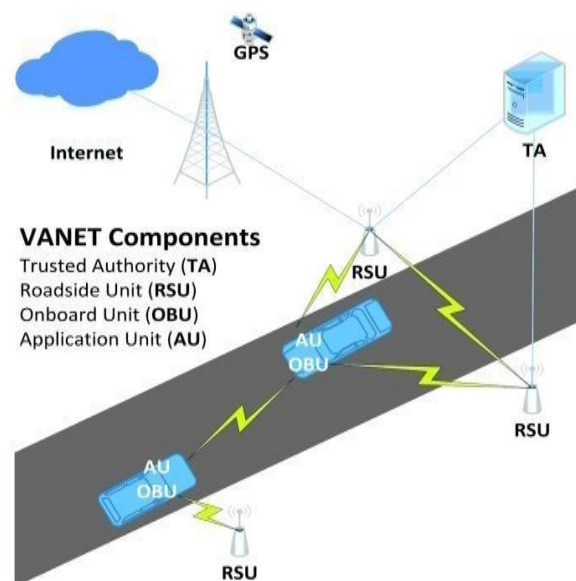 GPS
Internet
TA
VANET Components
Trusted Authority (TA)
Roadside Unit (RSU)
Onboard Unit (OBU)
Application Unit (AU)
RSU
AU
OBU
RSU
AU
OBU
RSU